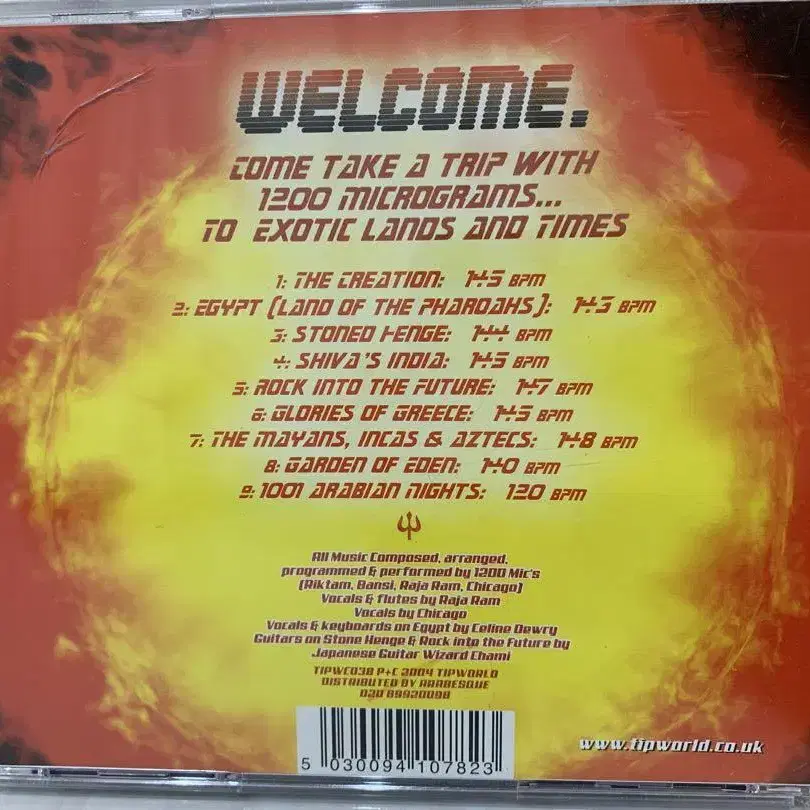 WELCOME.
COME TAKE A TRIP WITH
1200 MICROGRAMS...
TO EXOTIC LANDS AND TIMES
1: THE CREATION: 145 BPM
2: EGYPT (LAND OF THE PHAROAHS): 143 BPM
3: STONED HENGE: 144 BPM
4: SHIVA'S INDIA: 145 BPM
5: ROCK INTO THE FUTURE: 147 BPM
6: GLORIES OF GREECE: 145 BPM
7: THE MAYANS, INCAS & AZTECS: 148 BPM
8: GARDEN OF EDEN: 140 BPM
9: 1001 ARABIAN NIGHTS: 120 BPM
All Music Composed, arranged,
programmed & performed by 1200 Mic's
(Riktam, Bansi, Raja Ram, Chicago)
Vocals & flutes by Raja Ram
Vocals by Chicago
Vocals & keyboards on Egypt by Celine Dewry
Guitars on Stone Henge & Rock into the Future by
Japanese Guitar Wizard Chami
TIPWCD38 P+C 2004 TIPWORLD
DISTRIBUTED BY ARABESQUE
020 89920098
www.tipworld.co.uk
5 030094 107823